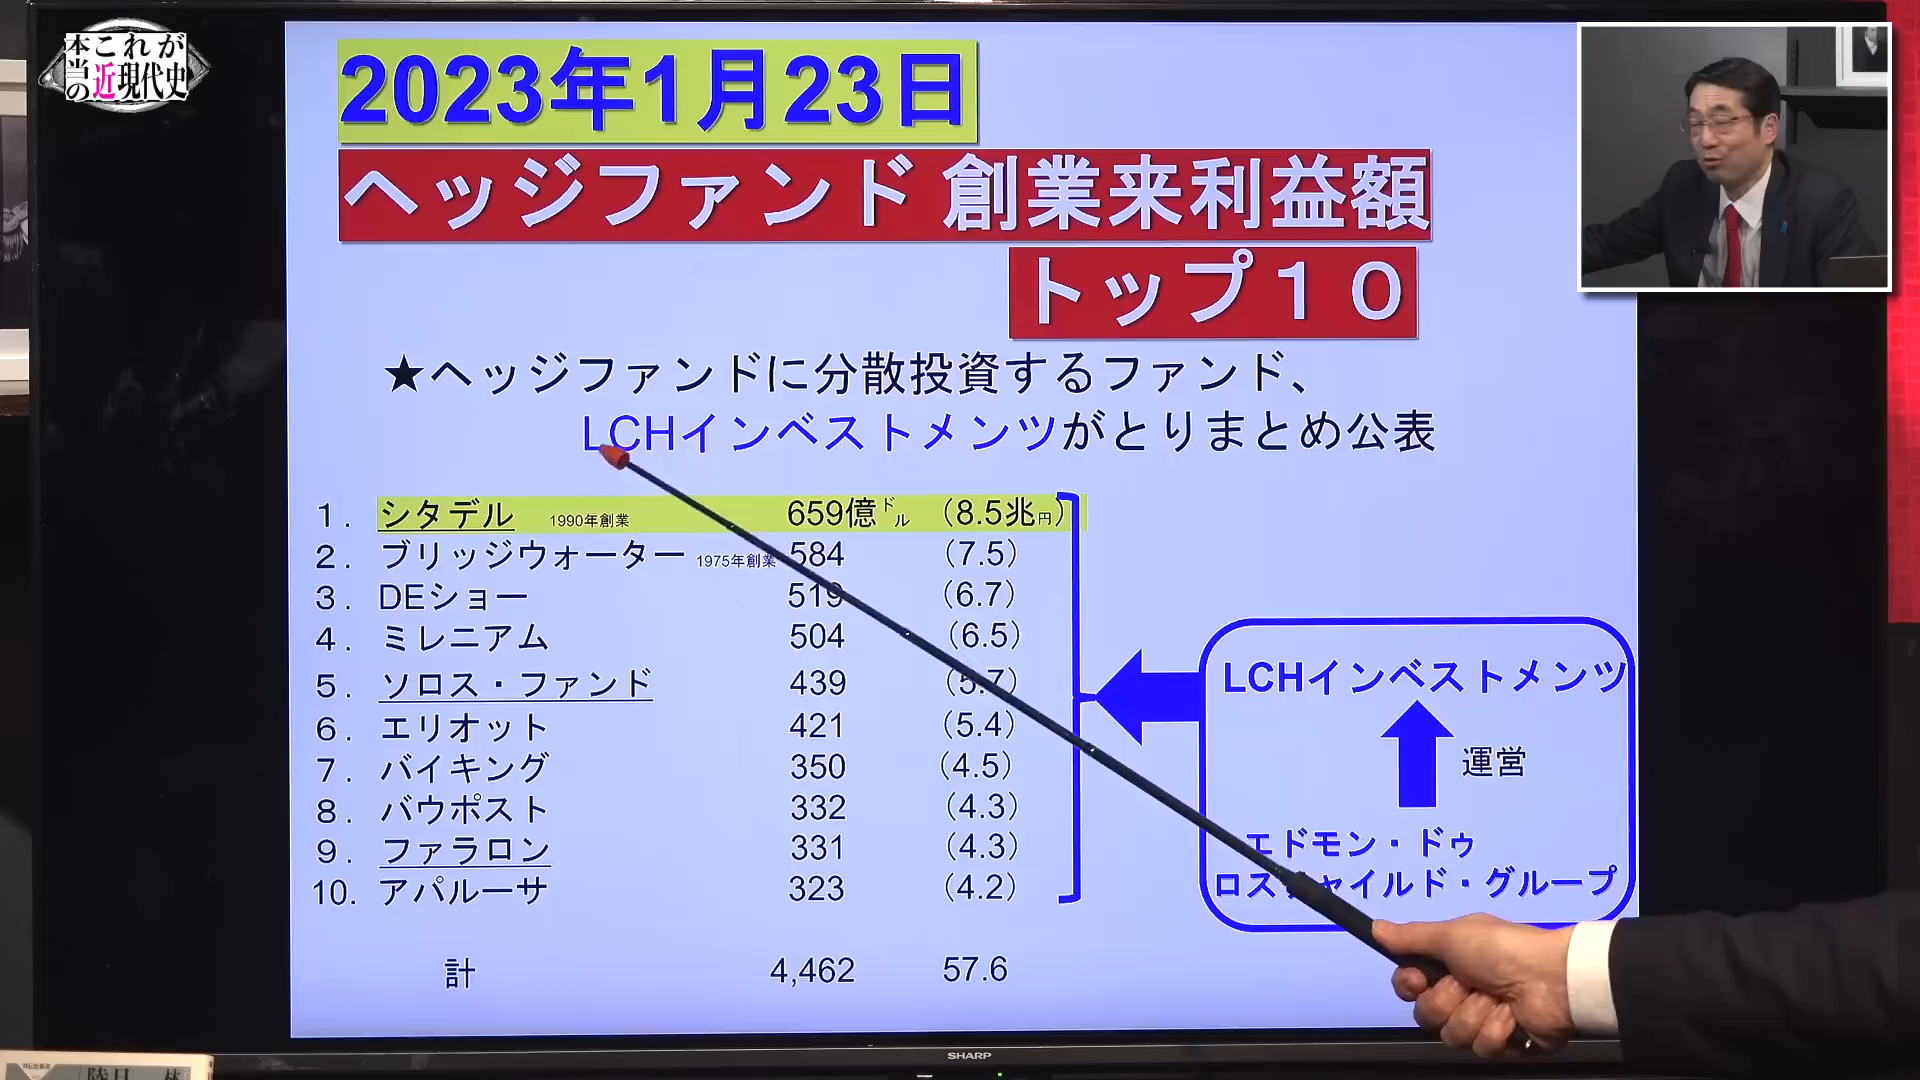 本当の
これが
近現代史
2023年1月23日
ヘッジファンド 創業来利益額
トップ１０
★ヘッジファンドに分散投資するファンド、
LCHインベストメンツがとりまとめ公表
１. シタデル 1990年創業 659億ドル (8.5兆円)
２. ブリッジウォーター 1975年創業 584 (7.5)
３. DEショー 519 (6.7)
４. ミレニアム 504 (6.5)
５. ソロス・ファンド 439 (5.7)
６. エリオット 421 (5.4)
７. バイキング 350 (4.5)
８. バウポスト 332 (4.3)
９. ファラロン 331 (4.3)
10. アパルーサ 323 (4.2)
計 4,462 57.6
LCHインベストメンツ
運営
エドモン・ドゥ
ロスチャイルド・グループ
SHARP